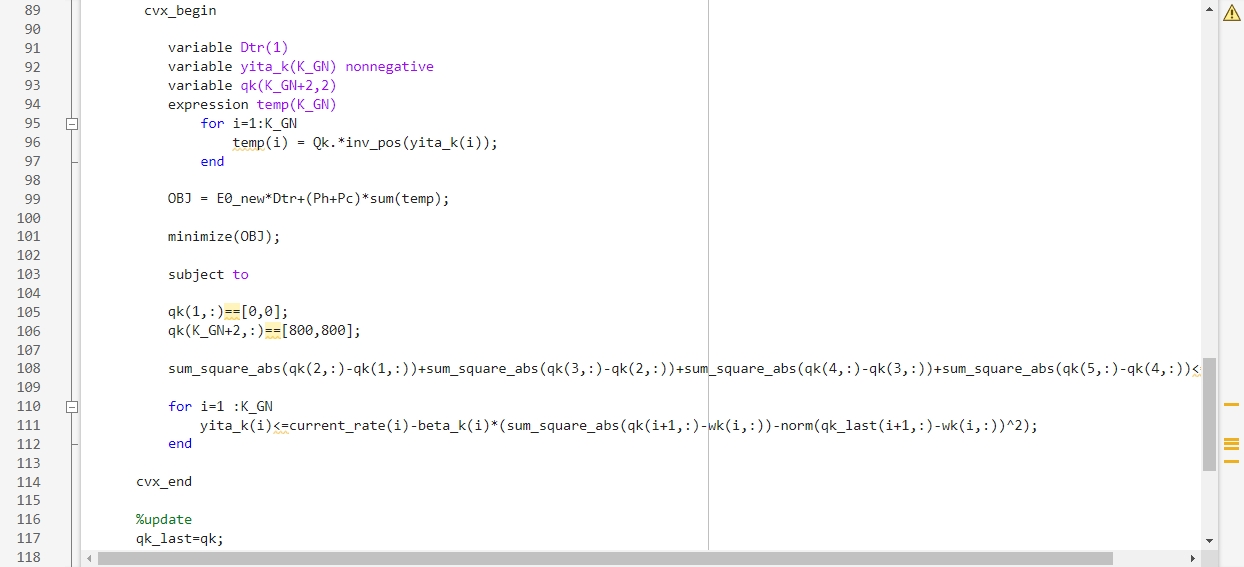 89 cvx_begin
90
91 variable Dtr(1)
92 variable yita_k(K_GN) nonnegative
93 variable qk(K_GN+2,2)
94 expression temp(K_GN)
95 for i=1:K_GN
96 temp(i) = Qk.*inv_pos(yita_k(i));
97 end
98
99 OBJ = E0_new*Dtr+(Ph+Pc)*sum(temp);
100
101 minimize(OBJ);
102
103 subject to
104
105 qk(1,:)==[0,0];
106 qk(K_GN+2,:)==[800,800];
107
108 sum_square_abs(qk(2,:)-qk(1,:))+sum_square_abs(qk(3,:)-qk(2,:))+sum_square_abs(qk(4,:)-qk(3,:))+sum_square_abs(qk(5,:)-qk(4,:))<
109
110 for i=1 :K_GN
111 yita_k(i)<=current_rate(i)-beta_k(i)*(sum_square_abs(qk(i+1,:)-wk(i,:))-norm(qk_last(i+1,:)-wk(i,:))^2);
112 end
113
114 cvx_end
115
116 %update
117 qk_last=qk;
118